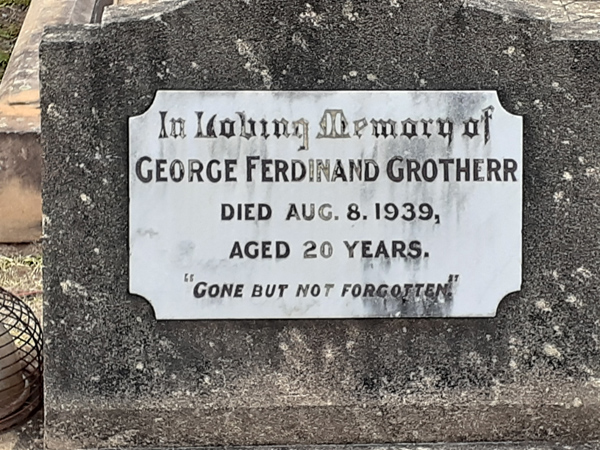 In Loving Memory of
GEORGE FERDINAND GROTHERR
DIED AUG. 8. 1939,
AGED 20 YEARS.
"GONE BUT NOT FORGOTTEN."